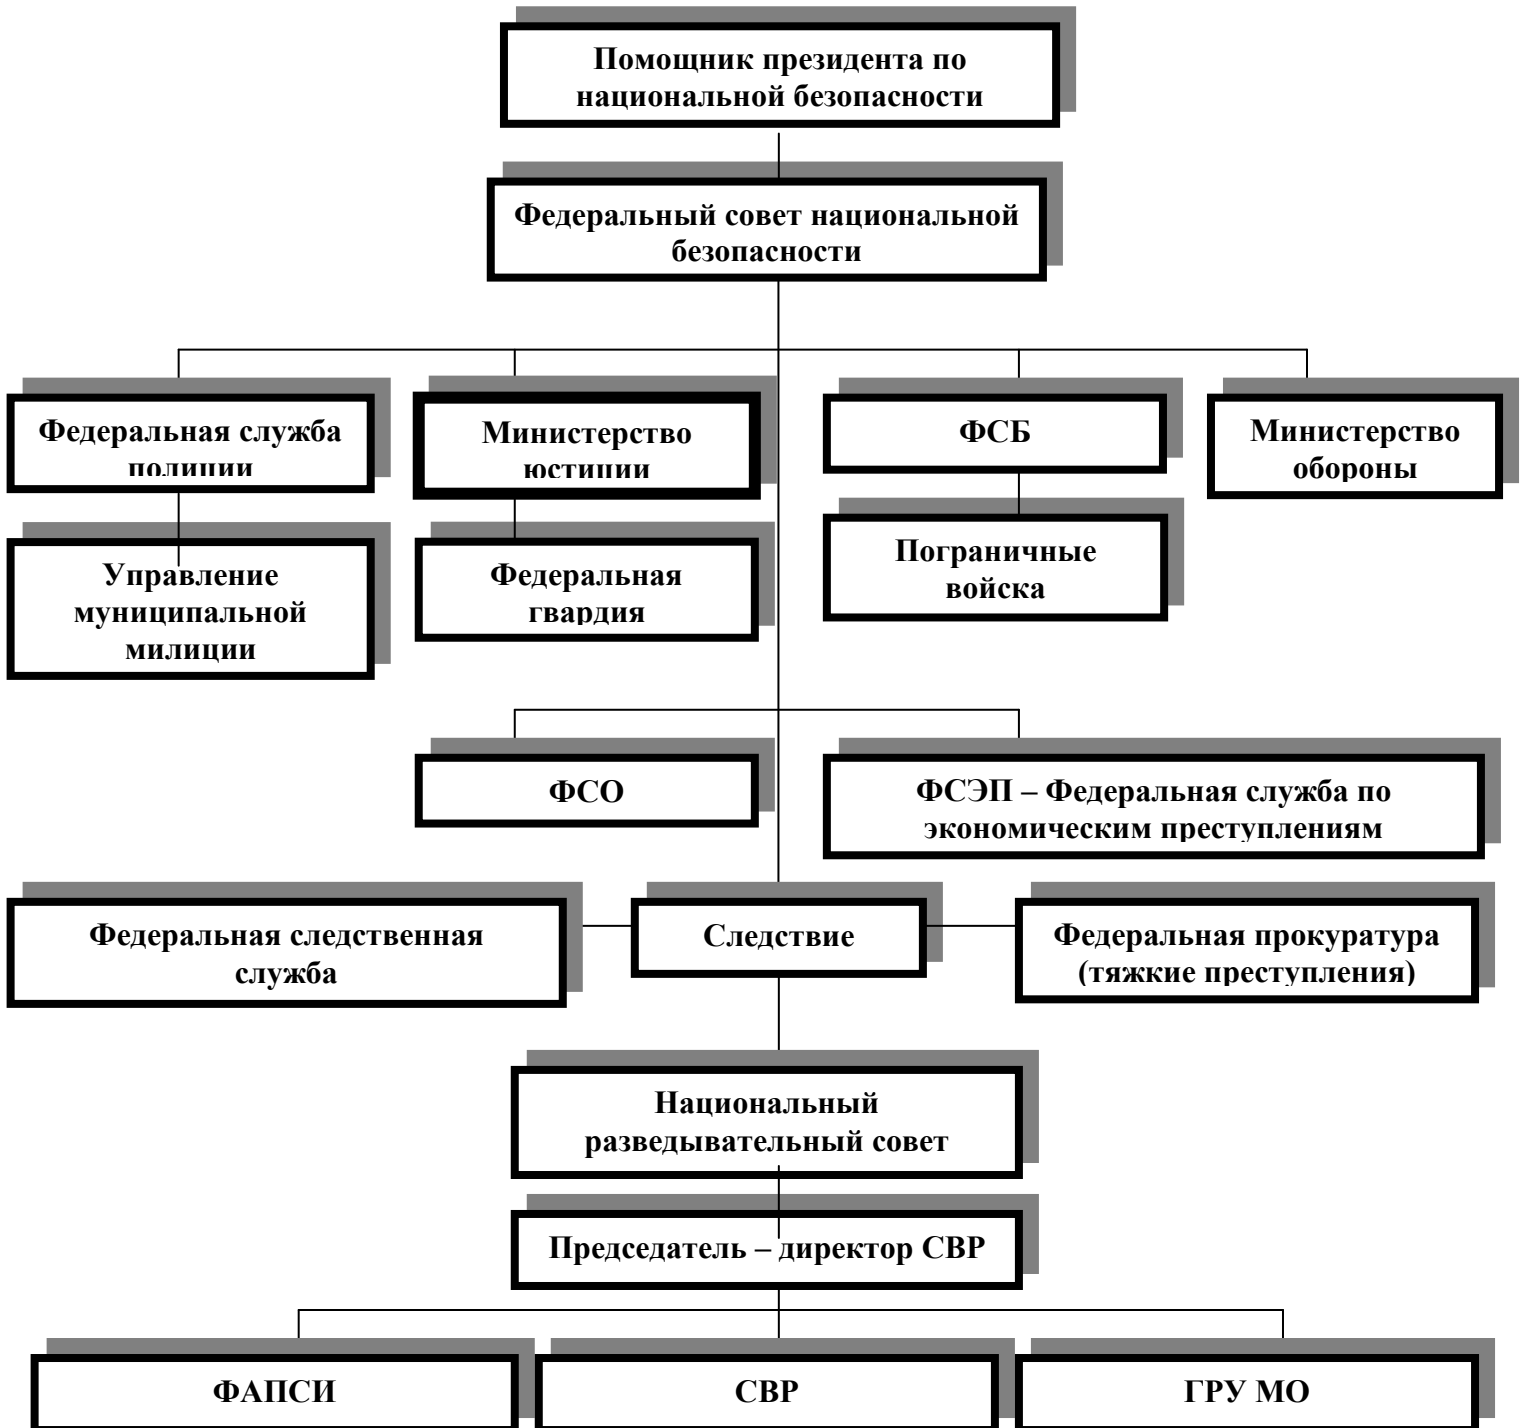 Помощник президента по
национальной безопасности
Федеральный совет национальной
безопасности
Федеральная служба
полиции
Министерство
юстиции
ФСБ
Министерство
обороны
Управление
муниципальной
милиции
Федеральная
гвардия
Пограничные
войска
ФСО
ФСЭП – Федеральная служба по
экономическим преступлениям
Федеральная следственная
служба
Следствие
Федеральная прокуратура
(тяжкие преступления)
Национальный
разведывательный совет
Председатель – директор СВР
ФАПСИ
СВР
ГРУ МО